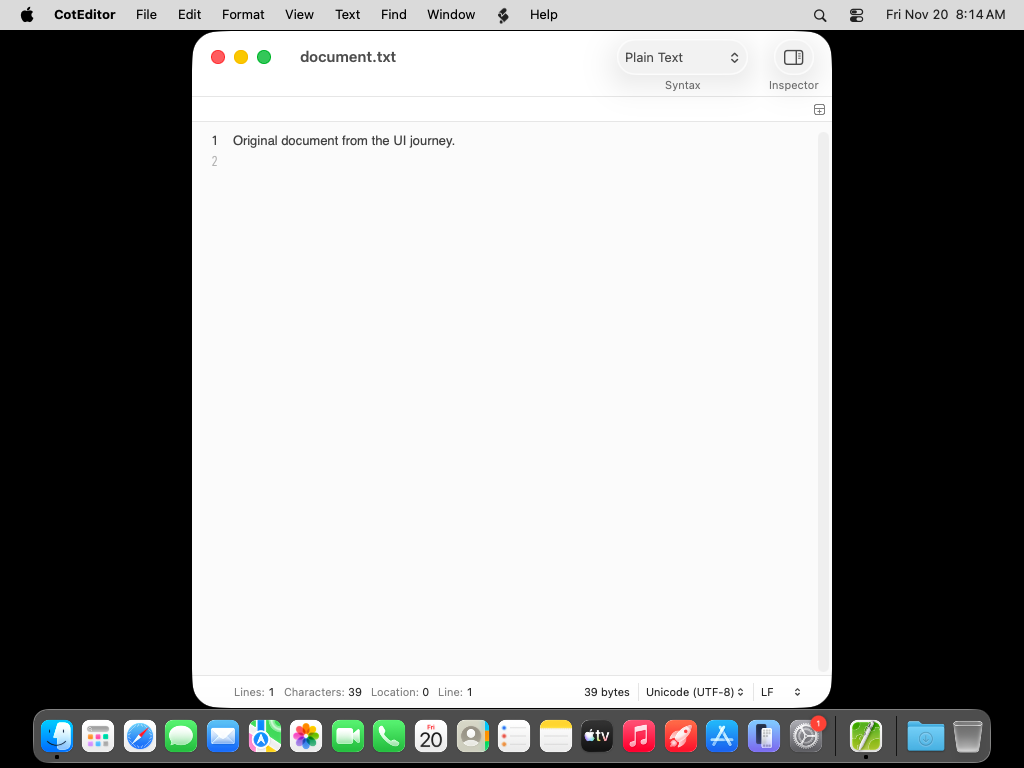 CotEditor File Edit Format View Text Find Window Help Fri Nov 20 8:14 AM
document.txt
Plain Text
Syntax
Inspector
1 Original document from the UI journey.
2
Lines: 1 Characters: 39 Location: 0 Line: 1 39 bytes Unicode (UTF-8) LF
Fri
20
tv
1